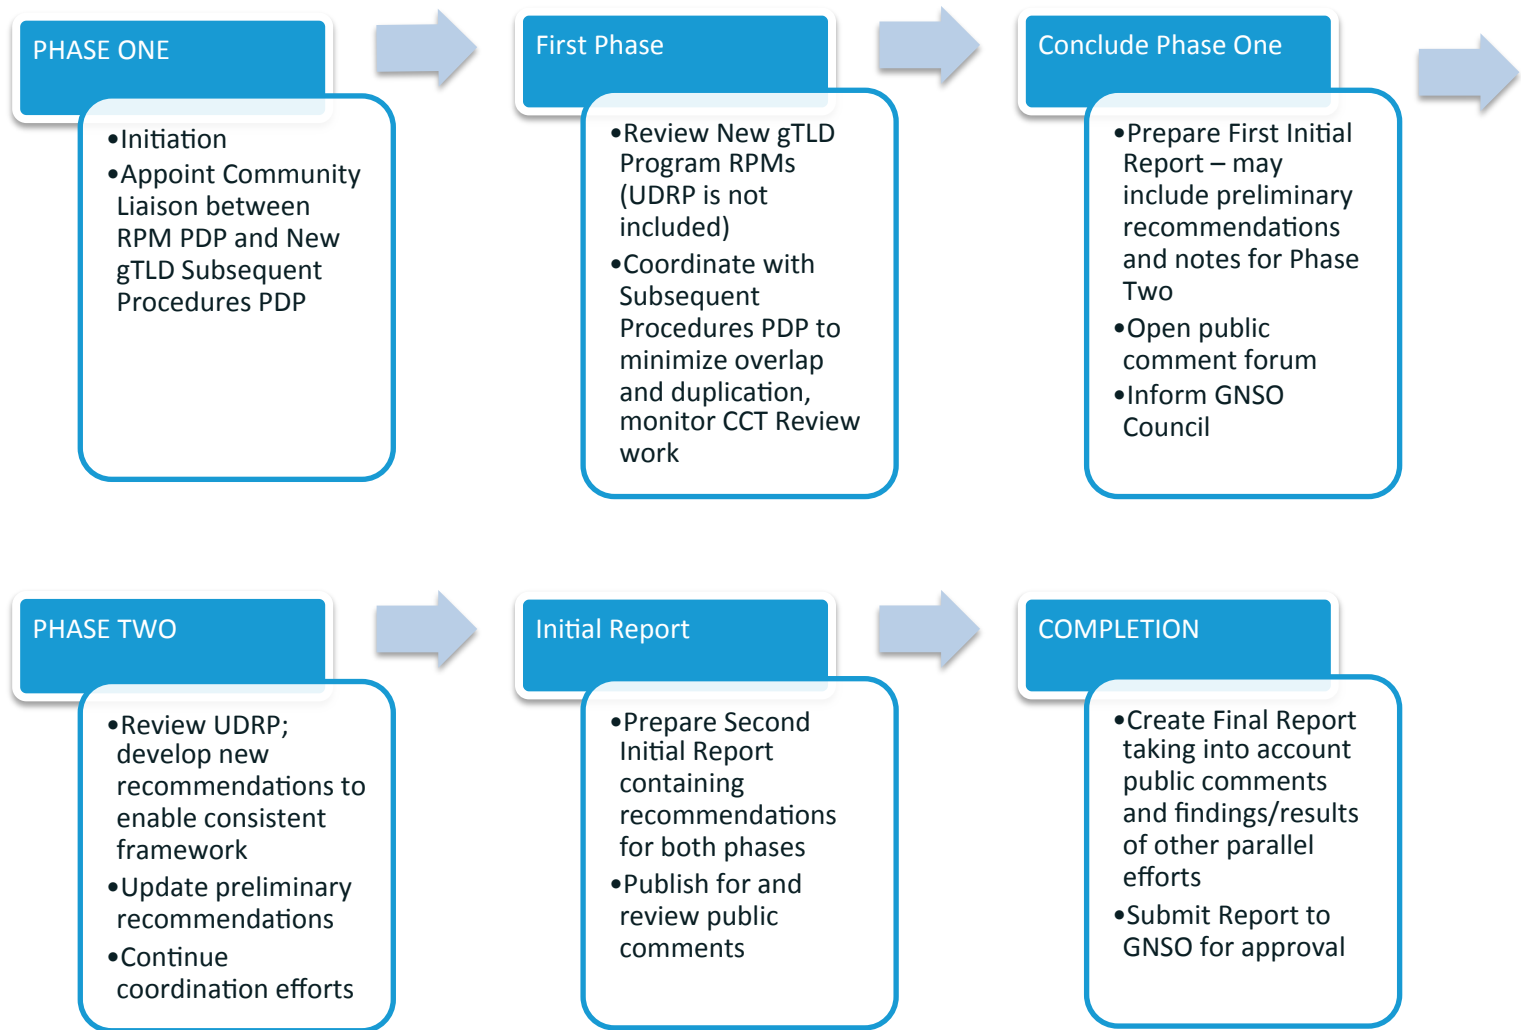 PHASE ONE
•Initiation
•Appoint Community
Liaison between
RPM PDP and New
gTLD Subsequent
Procedures PDP
First Phase
•Review New gTLD
Program RPMs
(UDRP is not
included)
•Coordinate with
Subsequent
Procedures PDP to
minimize overlap
and duplication,
monitor CCT Review
work
Conclude Phase One
•Prepare First Initial
Report – may
include preliminary
recommendations
and notes for Phase
Two
•Open public
comment forum
•Inform GNSO
Council
PHASE TWO
•Review UDRP;
develop new
recommendations to
enable consistent
framework
•Update preliminary
recommendations
•Continue
coordination efforts
Initial Report
•Prepare Second
Initial Report
containing
recommendations
for both phases
•Publish for and
review public
comments
COMPLETION
•Create Final Report
taking into account
public comments
and findings/results
of other parallel
efforts
•Submit Report to
GNSO for approval